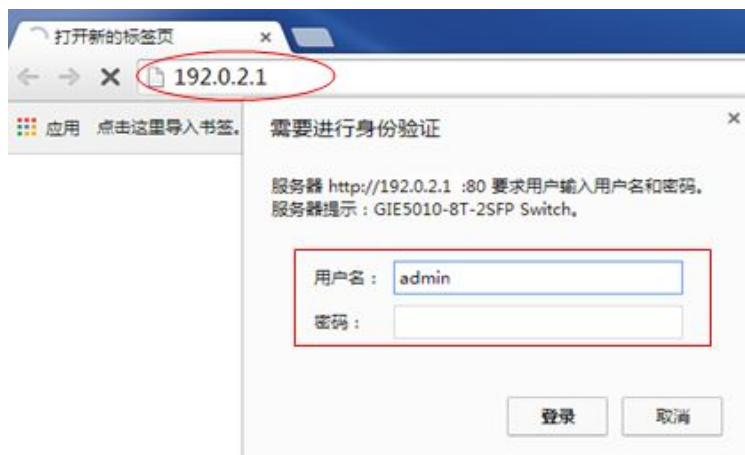 打开新的标签页 ×
192.0.2.1
应用 点击这里导入书签。
需要进行身份验证 ×
服务器 http://192.0.2.1 :80 要求用户输入用户名和密码。
服务器提示：GIE5010-8T-2SFP Switch。
用户名： admin
密码：
登录 取消